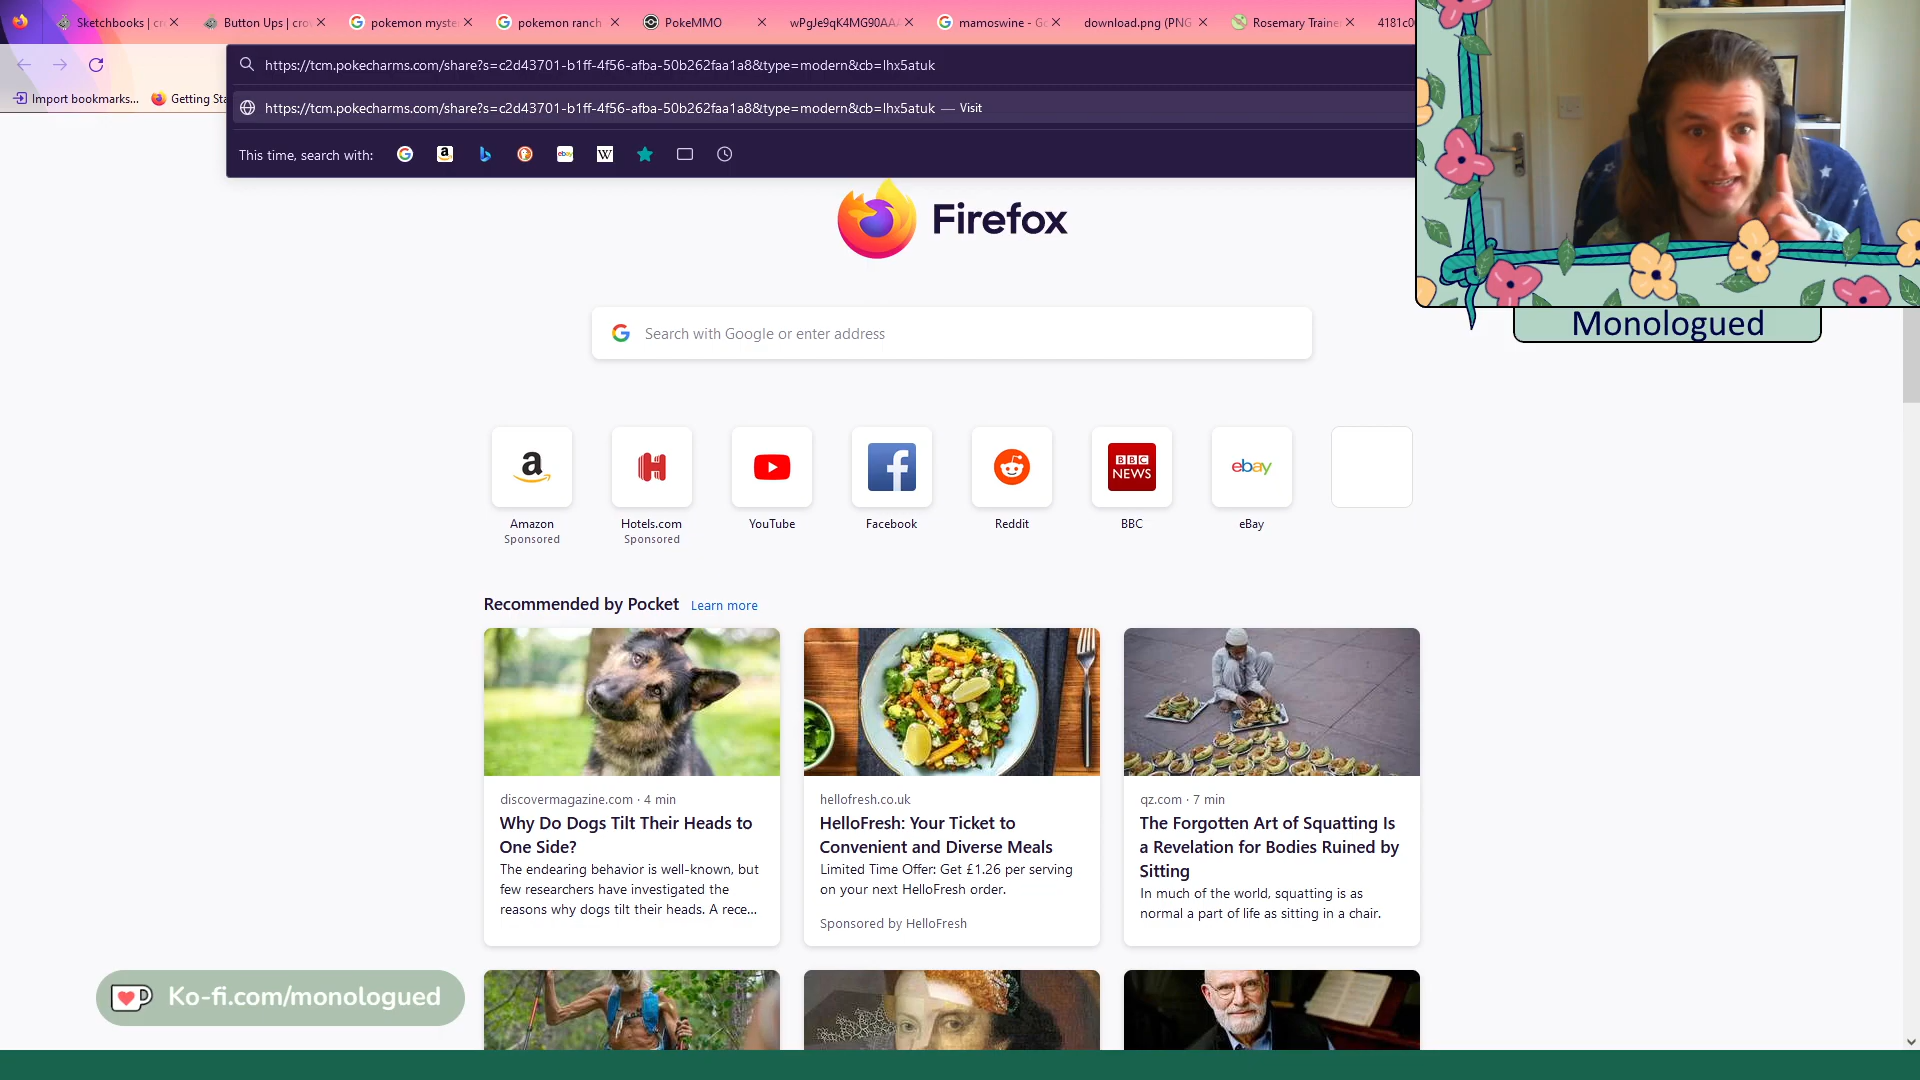 Sketchbooks | cr
Button Ups | crow
pokemon myste
pokemon ranch
PokeMMO
wPgJe9qK4MG90AAA
mamoswine - Go
download.png (PNG
Rosemary Traine
4181c0
https://tcm.pokecharms.com/share?s=c2d43701-b1ff-4f56-afba-50b262faa1a8&type=modern&cb=lhx5atuk
Import bookmarks...
Getting Sta
https://tcm.pokecharms.com/share?s=c2d43701-b1ff-4f56-afba-50b262faa1a8&type=modern&cb=lhx5atuk — Visit
This time, search with:
Firefox
Monologued
Search with Google or enter address
BBC
NEWS
ebay
Amazon
Sponsored
Hotels.com
Sponsored
YouTube
Facebook
Reddit
BBC
eBay
Recommended by Pocket Learn more
discovermagazine.com · 4 min
Why Do Dogs Tilt Their Heads to
One Side?
The endearing behavior is well-known, but
few researchers have investigated the
reasons why dogs tilt their heads. A rece...
hellofresh.co.uk
HelloFresh: Your Ticket to
Convenient and Diverse Meals
Limited Time Offer: Get £1.26 per serving
on your next HelloFresh order.
Sponsored by HelloFresh
qz.com · 7 min
The Forgotten Art of Squatting Is
a Revelation for Bodies Ruined by
Sitting
In much of the world, squatting is as
normal a part of life as sitting in a chair.
Ko-fi.com/monologued